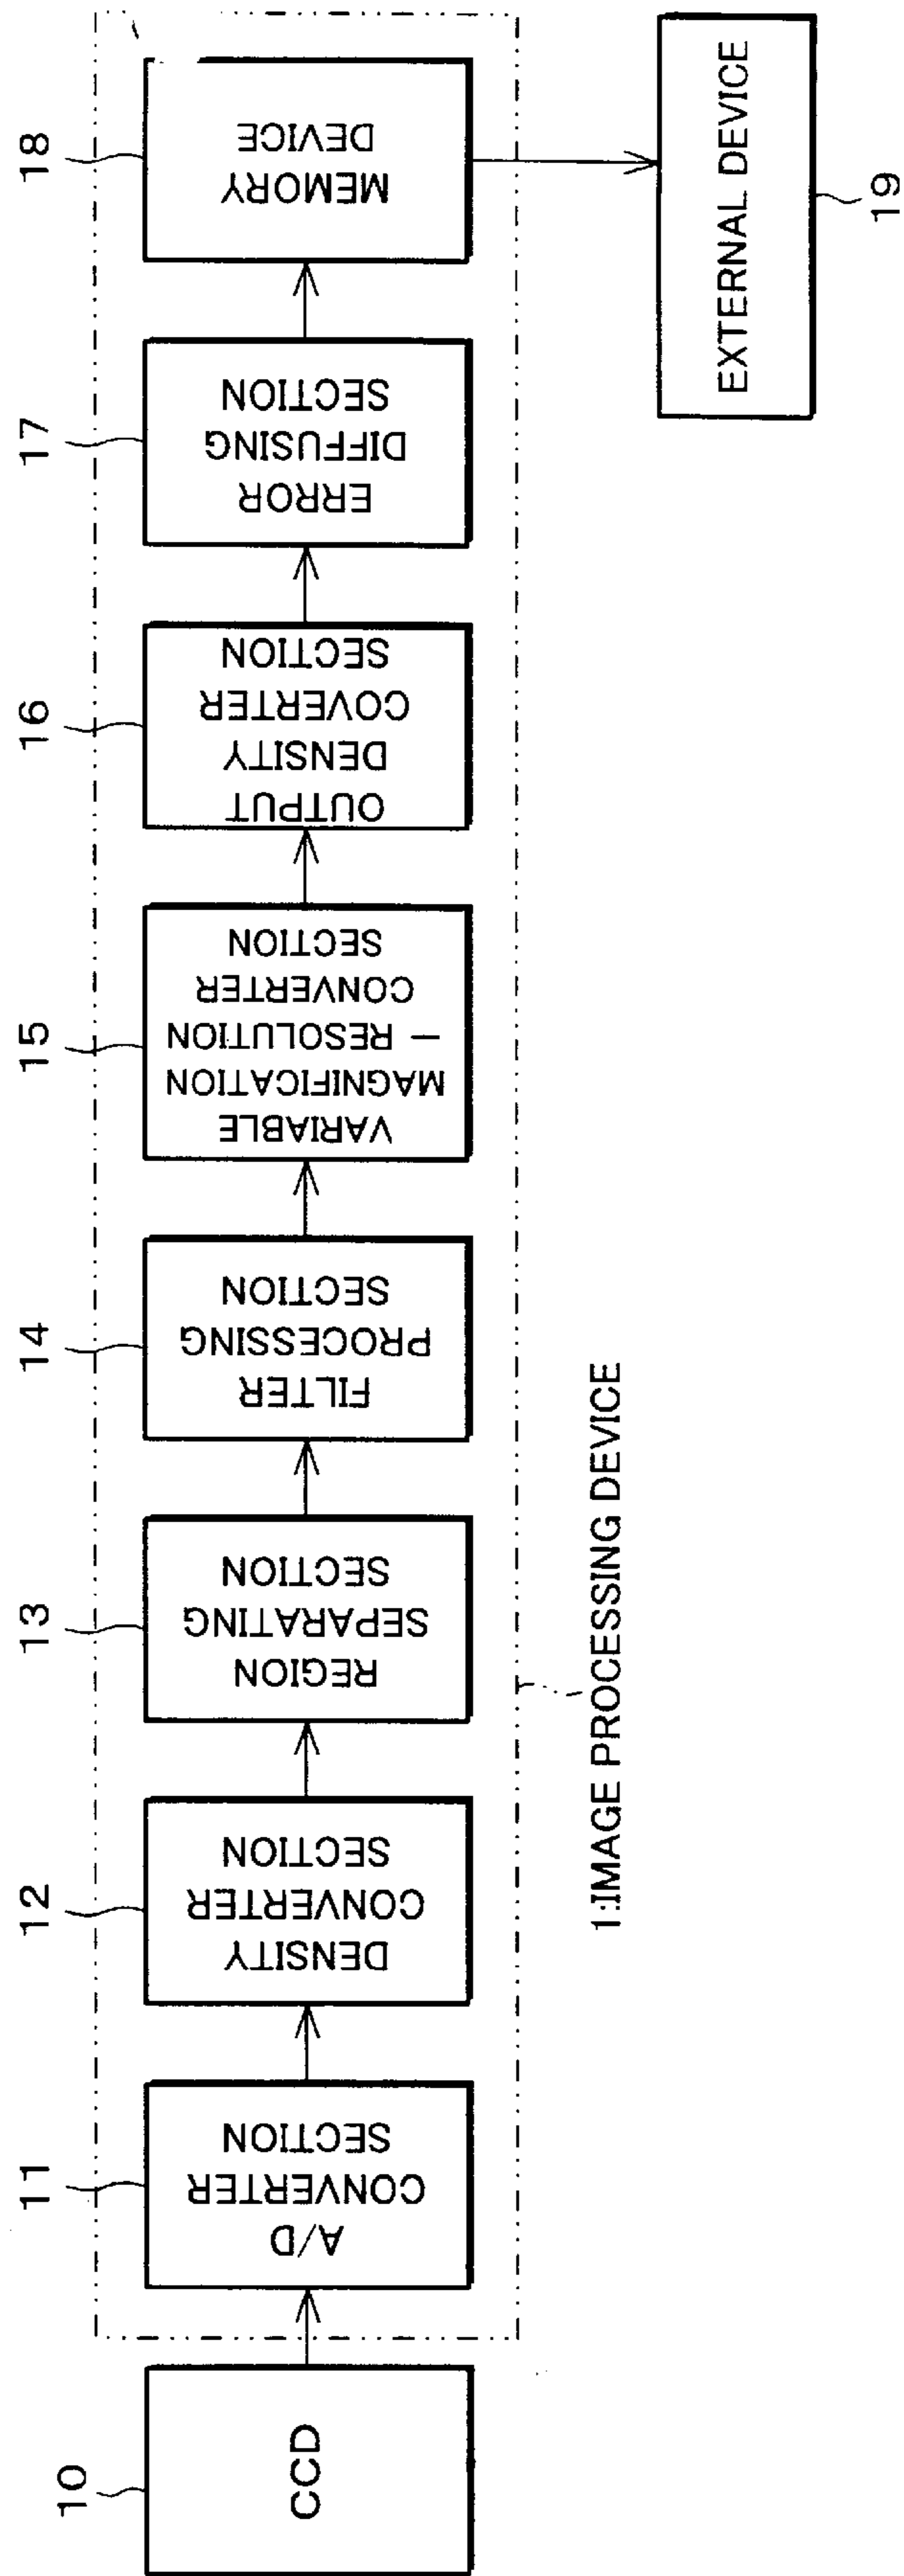 10
CCD
11
A/D
CONVERTER
SECTION
12
DENSITY
CONVERTER
SECTION
13
REGION
SEPARATING
SECTION
14
FILTER
PROCESSING
SECTION
15
VARIABLE
MAGNIFICATION
— RESOLUTION
CONVERTER
SECTION
16
OUTPUT
DENSITY
COVERTER
SECTION
17
ERROR
DIFFUSING
SECTION
18
MEMORY
DEVICE
1:IMAGE PROCESSING DEVICE
EXTERNAL DEVICE
19